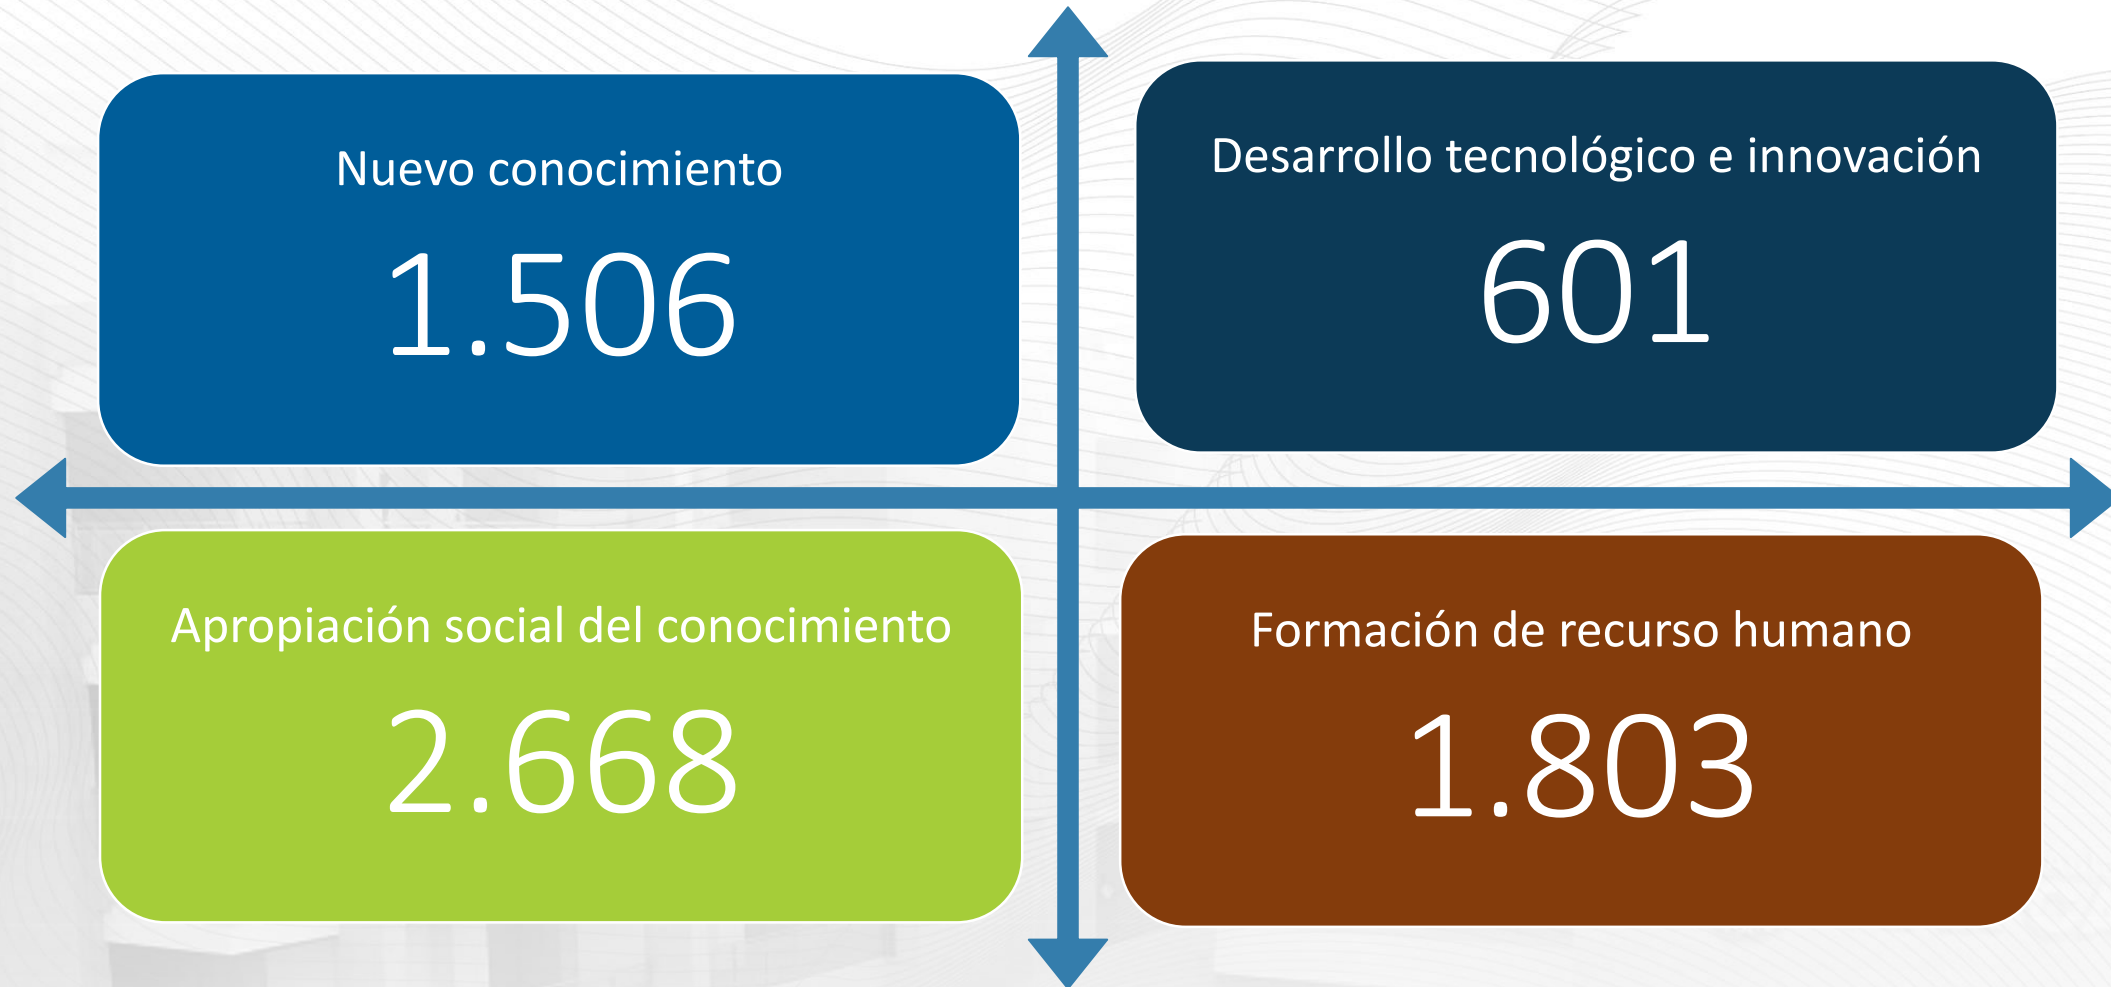 Nuevo conocimiento
1.506
Desarrollo tecnológico e innovación
601
Apropiación social del conocimiento
2.668
Formación de recurso humano
1.803